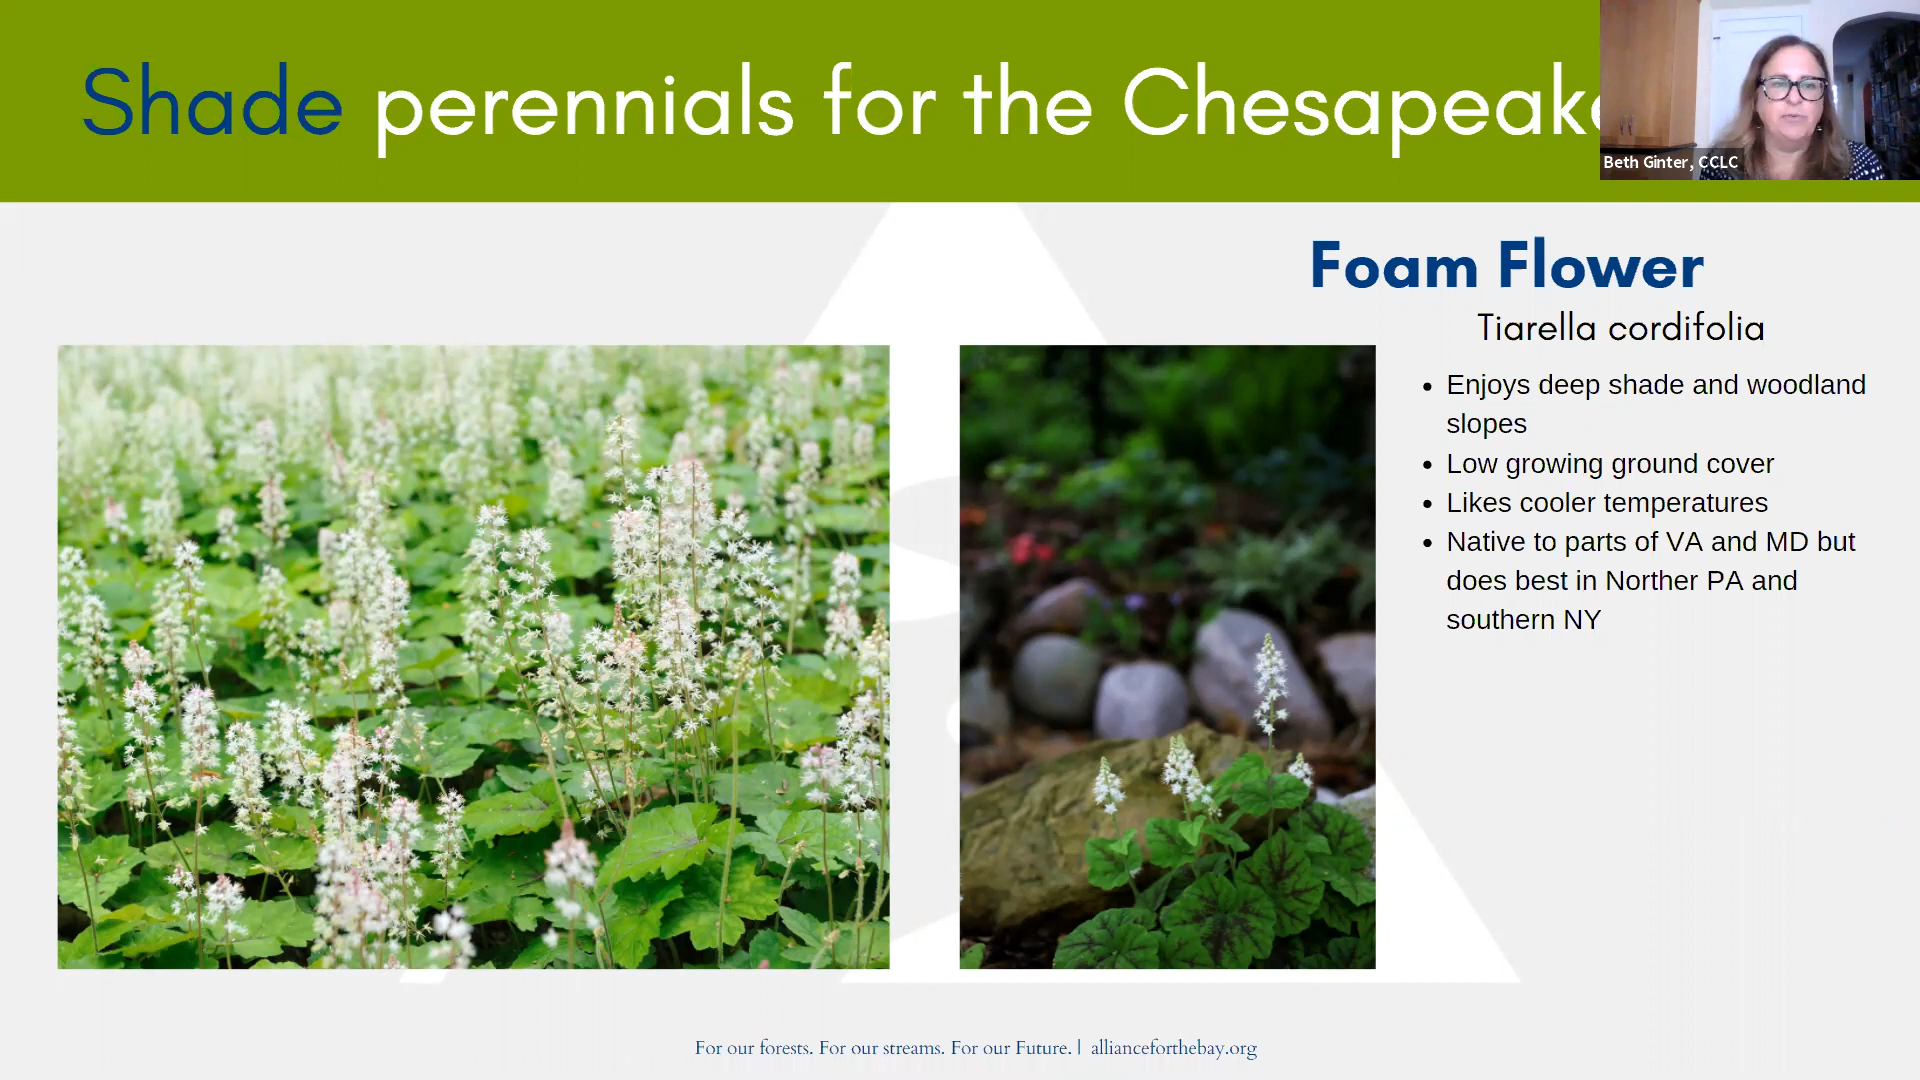 Shade perennials for the Chesapeake
Beth Ginter, CCLC
Foam Flower
Tiarella cordifolia
• Enjoys deep shade and woodland
slopes
• Low growing ground cover
• Likes cooler temperatures
• Native to parts of VA and MD but
does best in Norther PA and
southern NY
For our forests. For our streams. For our Future. | allianceforthebay.org